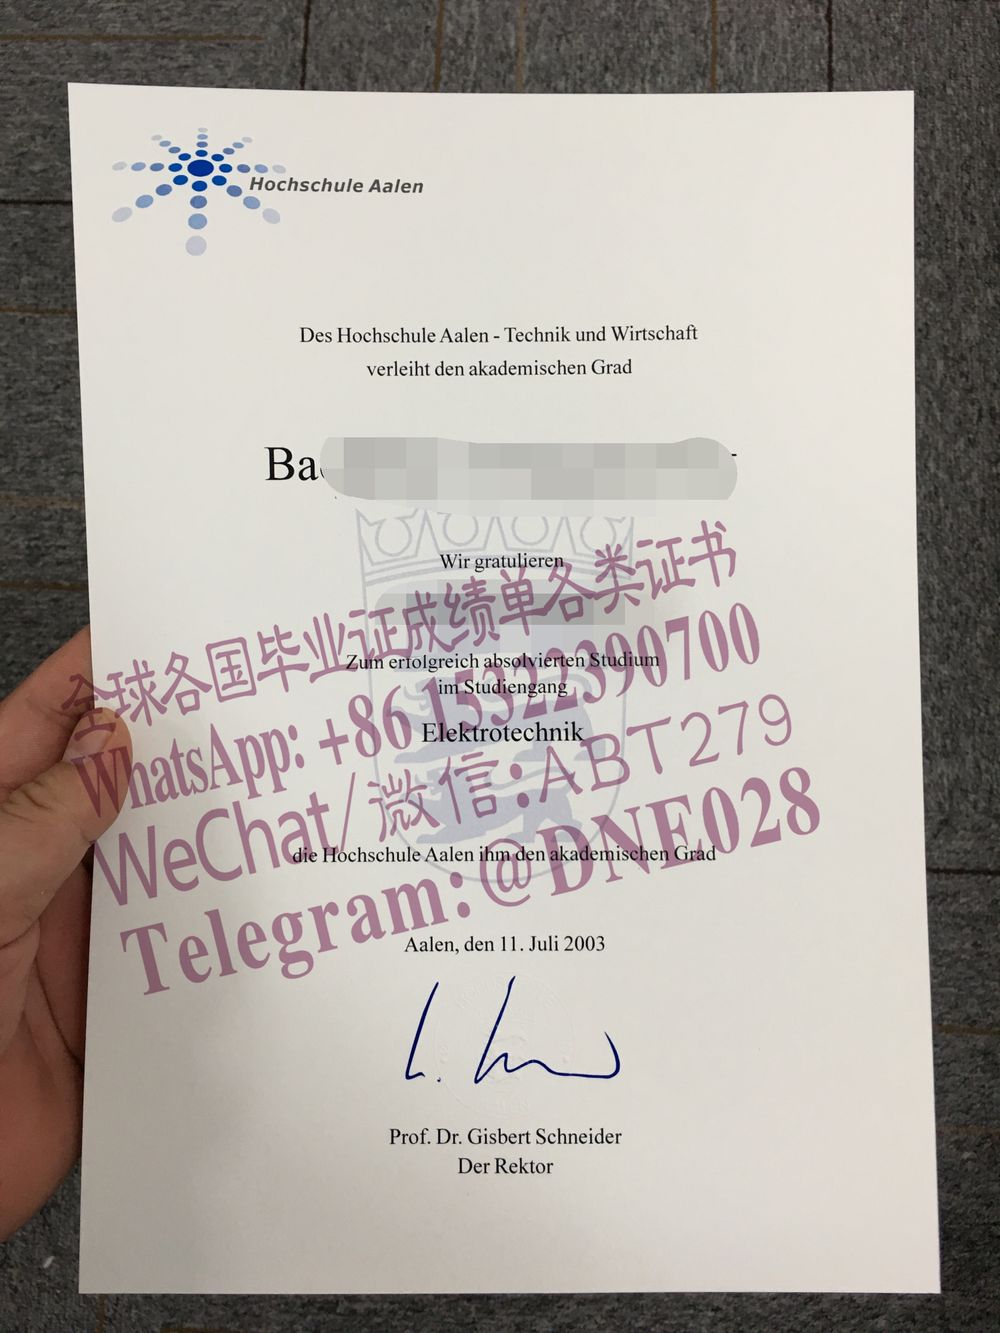 Hochschule Aalen
Des Hochschule Aalen - Technik und Wirtschaft
verleiht den akademischen Grad
Ba
Wir gratulieren
全球各国毕业证成绩单各类证书
Zum erfolgreich absolvierten Studium
im Studiengang
WhatsApp: +86 15322390700
Elektrotechnik
WeChat/微信:ABT279
die Hochschule Aalen ihm den akademischen Grad
Telegram:@DNE028
Aalen, den 11. Juli 2003
Prof. Dr. Gisbert Schneider
Der Rektor